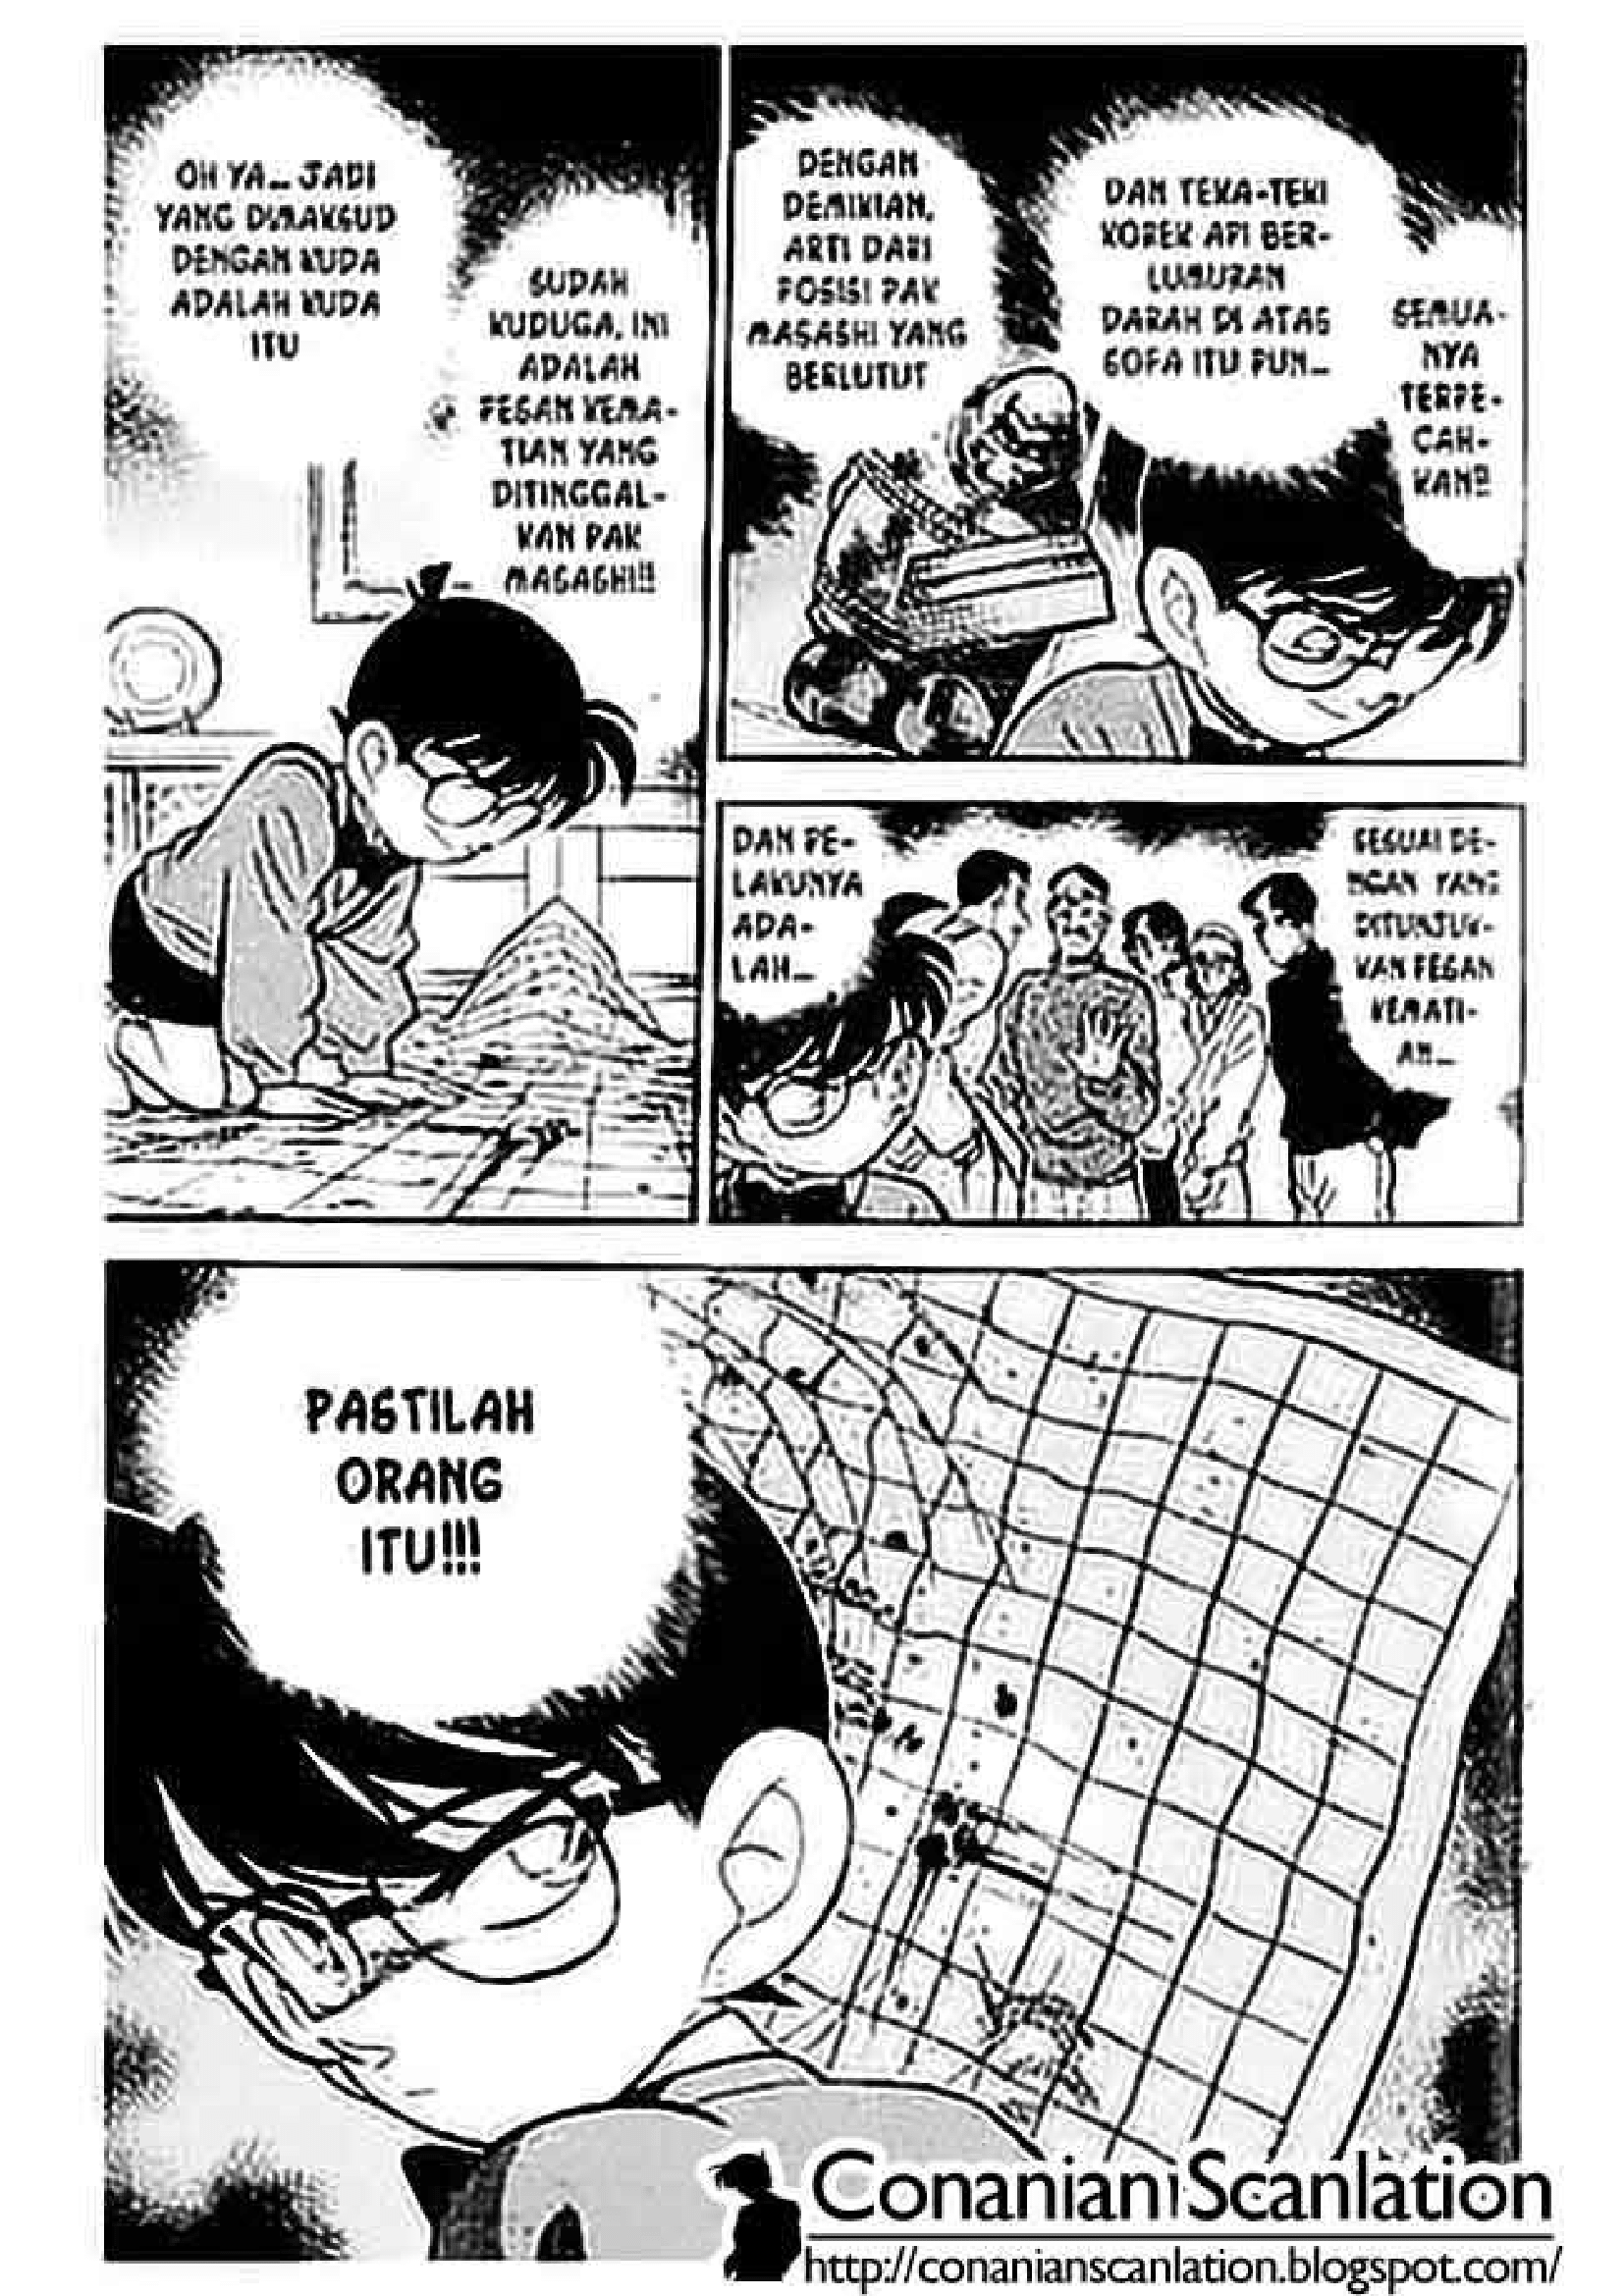 OH YA... JADI
YANG DIMAKSUD
DENGAN KUDA
ADALAH KUDA
ITU
SUDAH
KUDUGA, INI
ADALAH
PESAN KEMA-
TIAN YANG
DITINGGAL-
KAN PAK
MASASHI!!
DENGAN
DEMIKIAN,
ARTI DARI
POSISI PAK
MASASHI YANG
BERLUTUT
DAN TEKA-TEKI
KOREK API BER-
LUMURAN
DARAH DI ATAS
SOFA ITU PUN...
SEMUA-
NYA
TERPE-
CAH-
KAN!!
DAN PE-
LAKUNYA
ADA-
LAH...
SESUAI DE-
NGAN YANG
DITUNJUK-
KAN PESAN
KEMATI-
AN...
PASTILAH
ORANG
ITU!!!
Conanian Scanlation
http://conanianscanlation.blogspot.com/